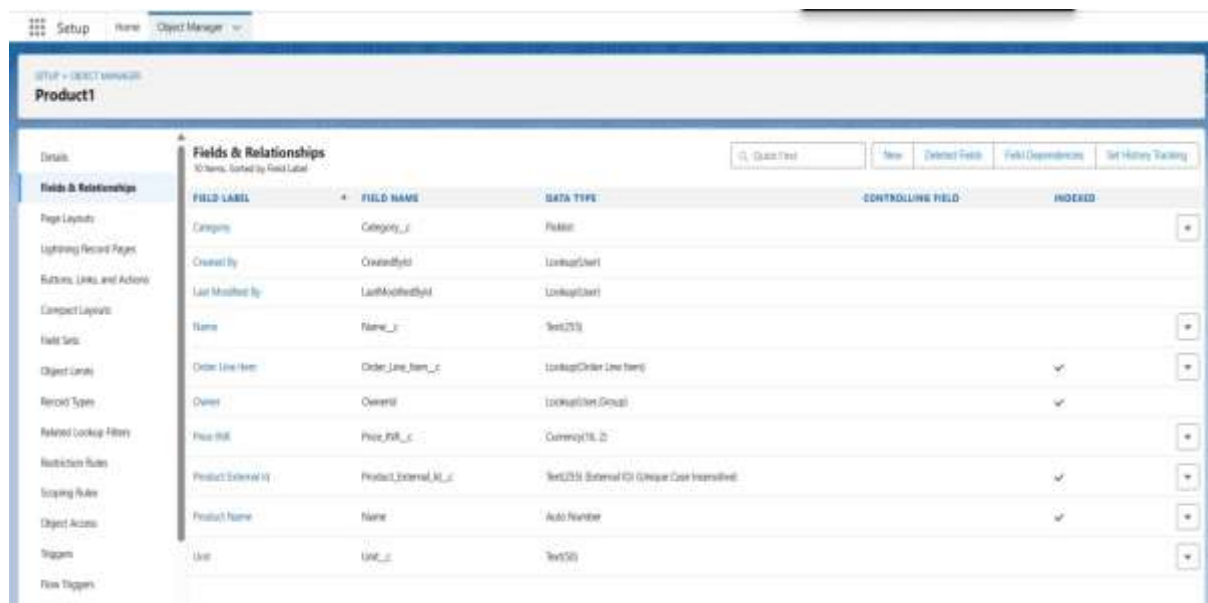 Setup Home Object Manager
SETUP > OBJECT MANAGER
Product1
Details
Fields & Relationships
Page Layouts
Lightning Record Pages
Buttons, Links, and Actions
Compact Layouts
Field Sets
Object Limits
Record Types
Related Lookup Filters
Restriction Rules
Scoping Rules
Object Access
Triggers
Flow Triggers
Fields & Relationships
10 Items, Sorted by Field Label
Quick Find New Deleted Fields Field Dependencies Set History Tracking
FIELD LABEL FIELD NAME DATA TYPE CONTROLLING FIELD INDEXED
Category Category__c Picklist
Created By CreatedById Lookup(User)
Last Modified By LastModifiedById Lookup(User)
Name Name__c Text(255)
Order Line Item Order_Line_Item__c Lookup(Order Line Item)
Owner OwnerId Lookup(User,Group)
Price INR Price_INR__c Currency(16, 2)
Product External Id Product_External_Id__c Text(255) (External ID) (Unique Case Insensitive)
Product Name Name Auto Number
Unit Unit__c Text(50)